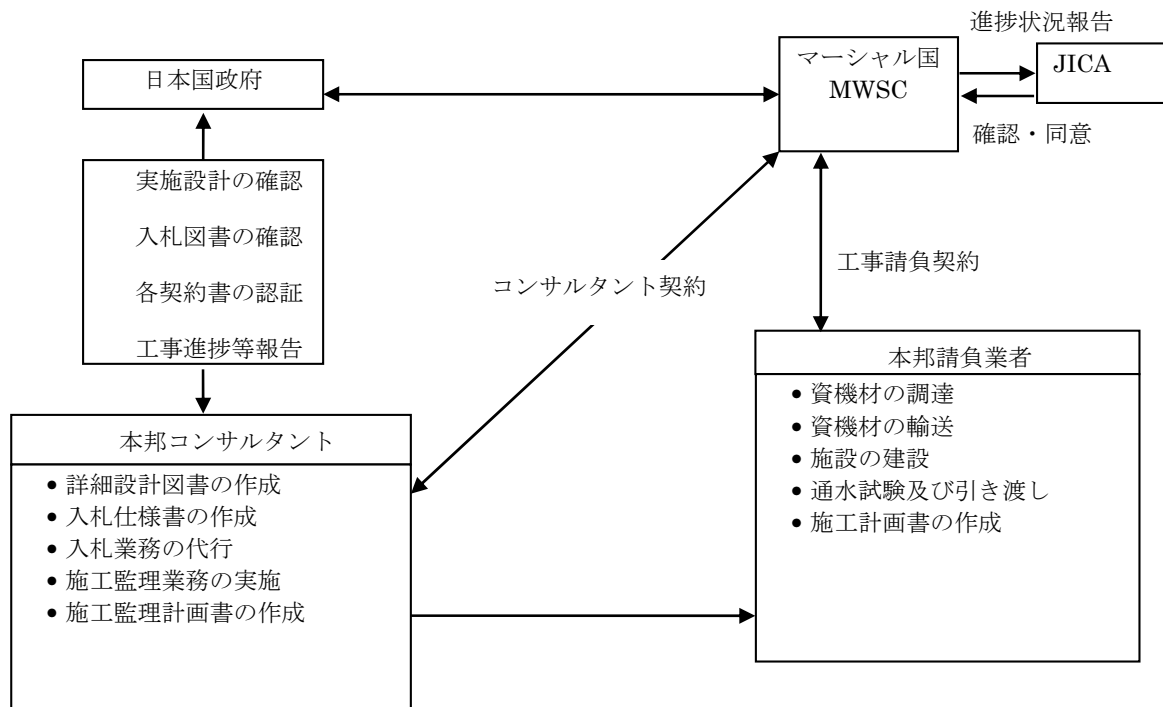 進捗状況報告
日本国政府
マーシャル国
MWSC
JICA
確認・同意
実施設計の確認
入札図書の確認
各契約書の認証
工事進捗等報告
コンサルタント契約
工事請負契約
本邦コンサルタント
• 詳細設計図書の作成
• 入札仕様書の作成
• 入札業務の代行
• 施工監理業務の実施
• 施工監理計画書の作成
本邦請負業者
• 資機材の調達
• 資機材の輸送
• 施設の建設
• 通水試験及び引き渡し
• 施工計画書の作成